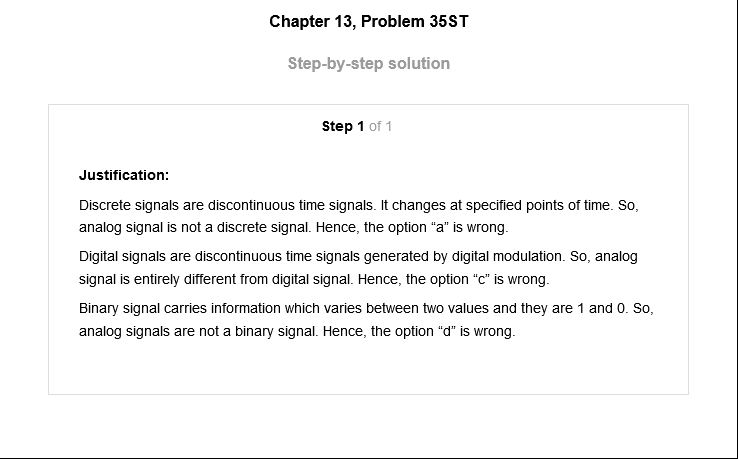 Chapter 13, Problem 35ST
Step-by-step solution
Step 1 of 1
Justification:
Discrete signals are discontinuous time signals. It changes at specified points of time. So,
analog signal is not a discrete signal. Hence, the option “a” is wrong.
Digital signals are discontinuous time signals generated by digital modulation. So, analog
signal is entirely different from digital signal. Hence, the option “c” is wrong.
Binary signal carries information which varies between two values and they are 1 and 0. So,
analog signals are not a binary signal. Hence, the option “d” is wrong.